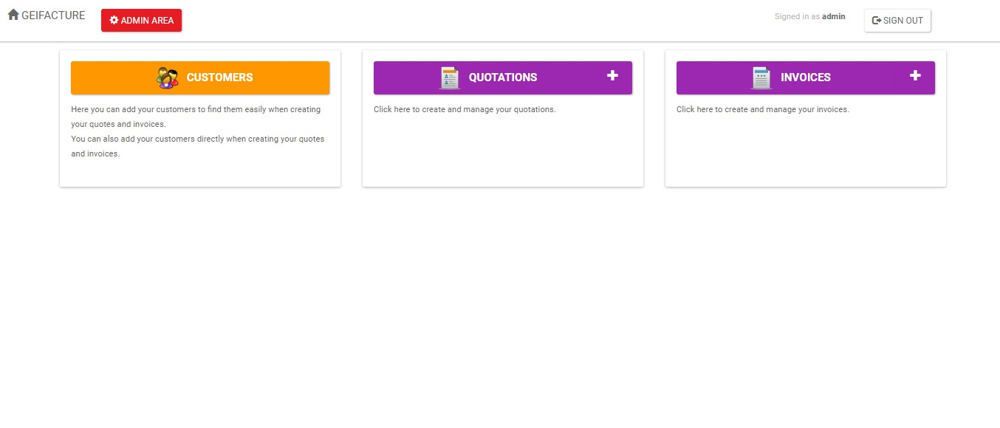 GEIFACTURE
ADMIN AREA
Signed in as admin
SIGN OUT
CUSTOMERS
Here you can add your customers to find them easily when creating
your quotes and invoices.
You can also add your customers directly when creating your quotes
and invoices.
QUOTATIONS
Click here to create and manage your quotations.
INVOICES
Click here to create and manage your invoices.